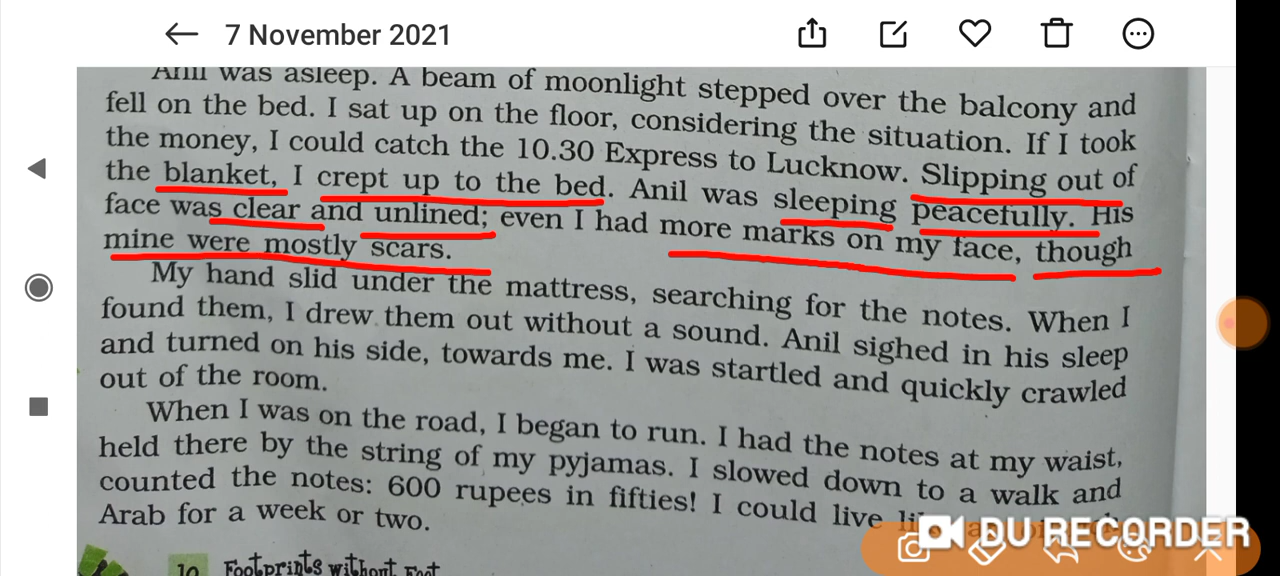 7 November 2021
Anil was asleep. A beam of moonlight stepped over the balcony and
fell on the bed. I sat up on the floor, considering the situation. If I took
the money, I could catch the 10.30 Express to Lucknow. Slipping out of
the blanket, I crept up to the bed. Anil was sleeping peacefully. His
face was clear and unlined; even I had more marks on my face, though
mine were mostly scars.
My hand slid under the mattress, searching for the notes. When I
found them, I drew them out without a sound. Anil sighed in his sleep
and turned on his side, towards me. I was startled and quickly crawled
out of the room.
When I was on the road, I began to run. I had the notes at my waist,
held there by the string of my pyjamas. I slowed down to a walk and
counted the notes: 600 rupees in fifties! I could live
Arab for a week or two.
DU RECORDER
10 Footprints without Feet